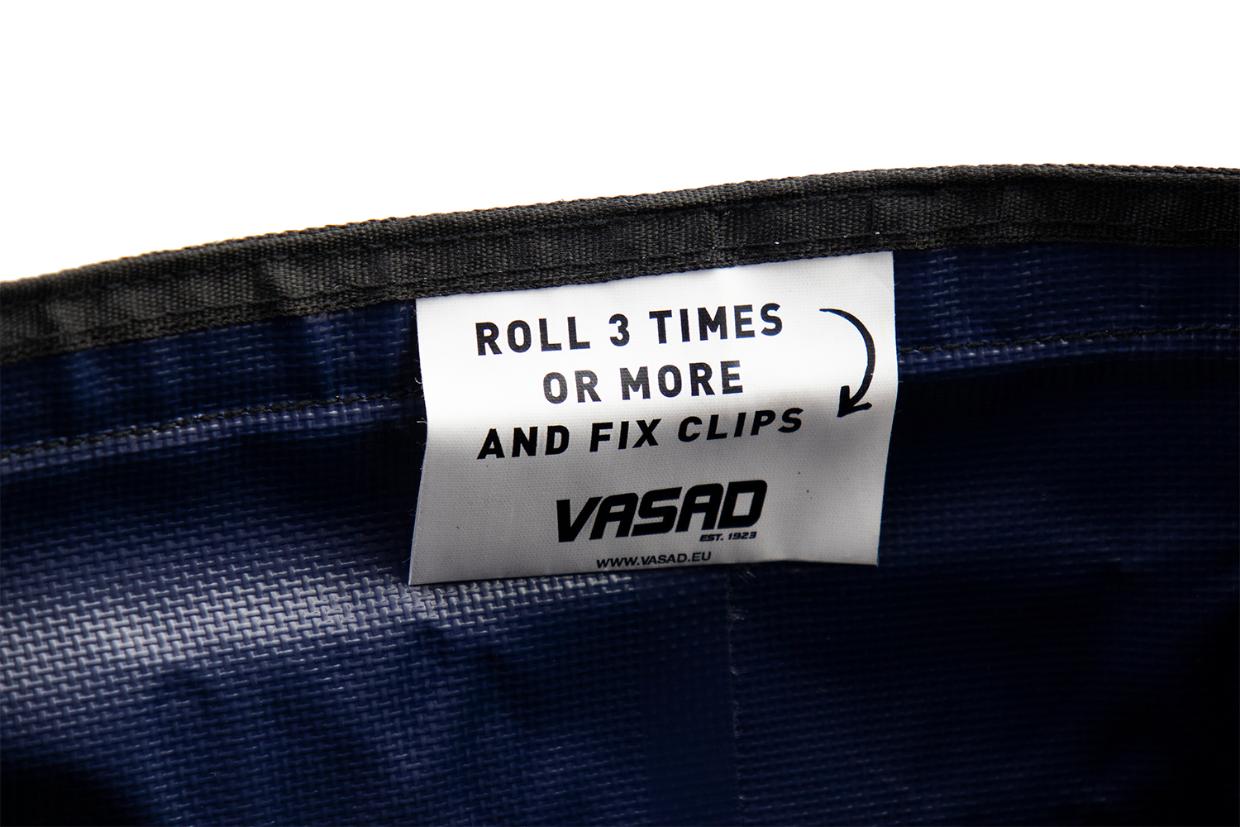 ROLL 3 TIMES
OR MORE
AND FIX CLIPS
VASAD
EST. 1923
WWW.VASAD.EU